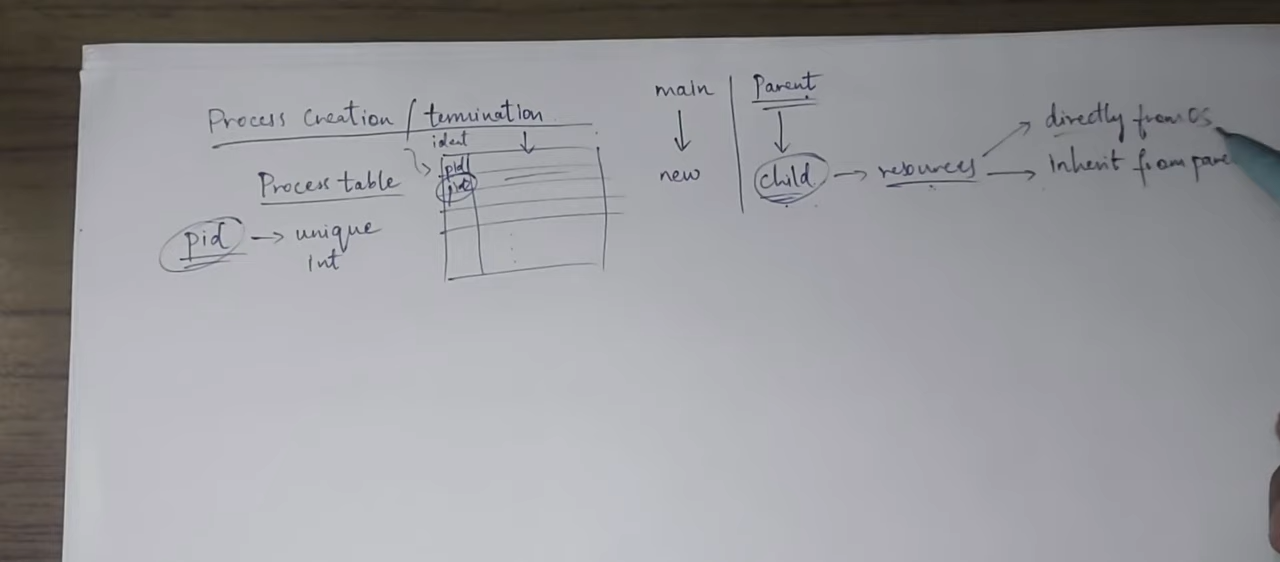 Process Creation / termination
ident
pid
Process table
pid → unique
Int
main
↓
new
Parent
↓
child → resources
→ directly from OS
→ Inherit from pare